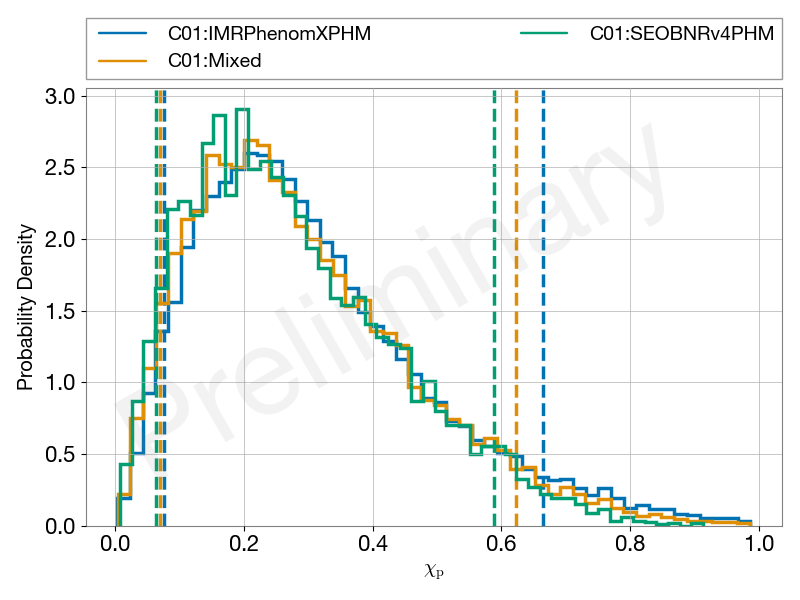 C01:IMRPhenomXPHM
C01:Mixed
C01:SEOBNRv4PHM
Preliminary
Probability Density
3.0
2.5
2.0
1.5
1.0
0.5
0.0
0.0 0.2 0.4 0.6 0.8 1.0
χp